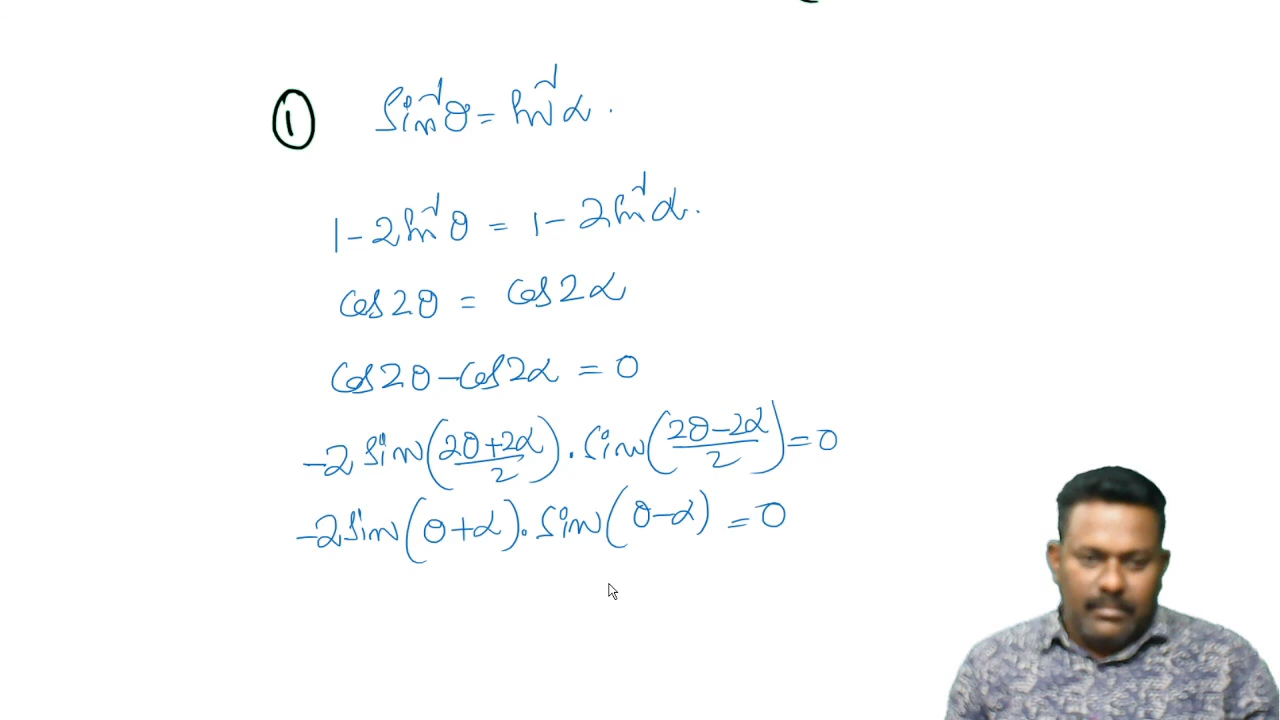 ① sin²θ = sin²α.
1 - 2sin²θ = 1 - 2sin²α.
cos2θ = cos2α
cos2θ - cos2α = 0
-2 sin(2θ+2α/2) . sin(2θ-2α/2) = 0
-2sin(θ+α) . sin(θ-α) = 0